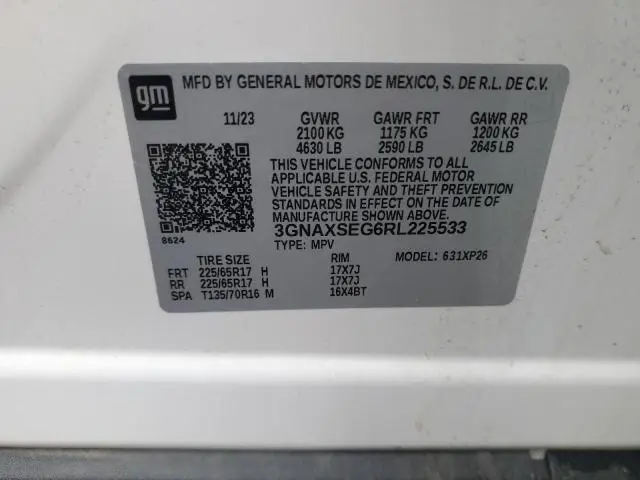 gm
MFD BY GENERAL MOTORS DE MEXICO, S. DE R.L. DE C.V.
11/23 GVWR GAWR FRT GAWR RR
2100 KG 1175 KG 1200 KG
4630 LB 2590 LB 2645 LB
THIS VEHICLE CONFORMS TO ALL
APPLICABLE U.S. FEDERAL MOTOR
VEHICLE SAFETY AND THEFT PREVENTION
STANDARDS IN EFFECT ON THE DATE OF
MANUFACTURE SHOWN ABOVE.
3GNAXSEG6RL225533
8624
TYPE: MPV MODEL: 631XP26
TIRE SIZE RIM
FRT 225/65R17 H 17X7J
RR 225/65R17 H 17X7J
SPA T135/70R16 M 16X4BT